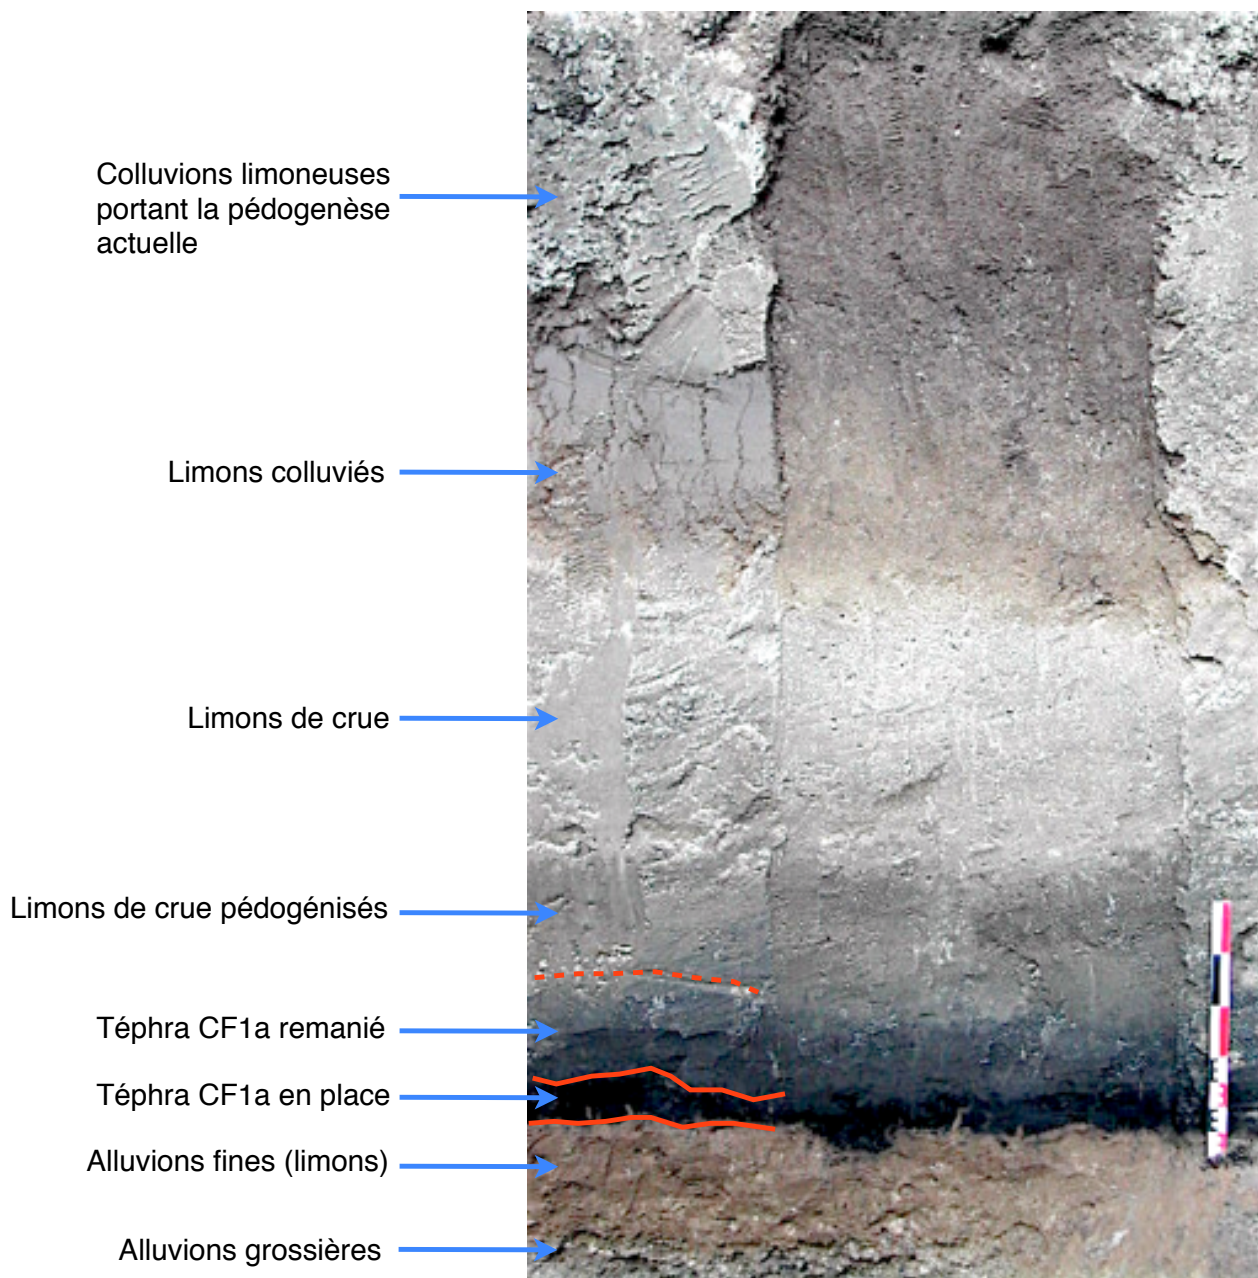 Colluvions limoneuses
portant la pédogenèse
actuelle
Limons colluviés
Limons de crue
Limons de crue pédogénisés
Téphra CF1a remanié
Téphra CF1a en place
Alluvions fines (limons)
Alluvions grossières